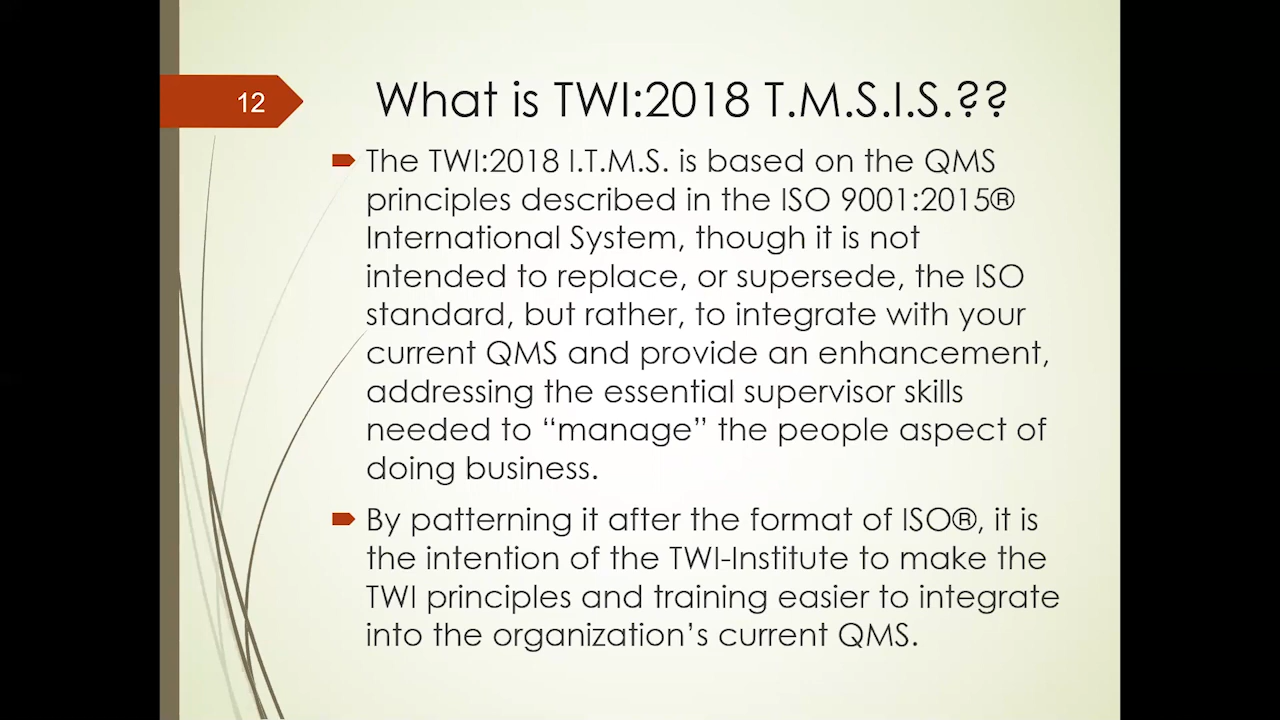 12
What is TWI:2018 T.M.S.I.S.??
The TWI:2018 I.T.M.S. is based on the QMS
principles described in the ISO 9001:2015®
International System, though it is not
intended to replace, or supersede, the ISO
standard, but rather, to integrate with your
current QMS and provide an enhancement,
addressing the essential supervisor skills
needed to “manage” the people aspect of
doing business.
By patterning it after the format of ISO®, it is
the intention of the TWI-Institute to make the
TWI principles and training easier to integrate
into the organization’s current QMS.